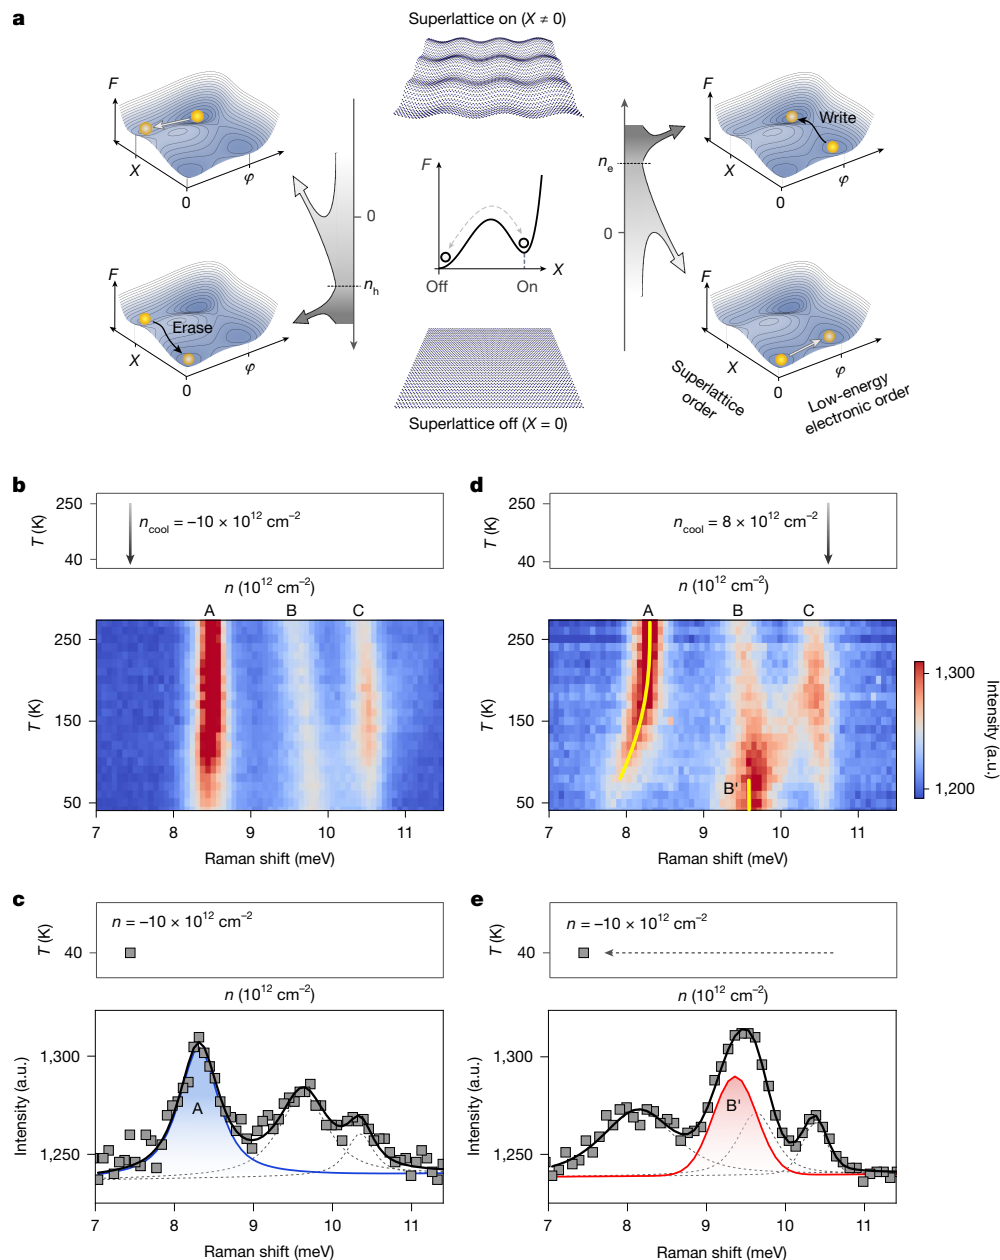 a
Superlattice on (X ≠ 0)
F
X
φ
0
0
n_h
F
X
Off
On
n_e
0
F
Write
X
φ
0
F
Erase
X
φ
0
F
X
φ
0
Superlattice order
Low-energy electronic order
Superlattice off (X = 0)
b
250
40
T (K)
n_cool = −10 × 10^12 cm^−2
n (10^12 cm^−2)
A B C
250
150
50
T (K)
7 8 9 10 11
Raman shift (meV)
d
250
40
T (K)
n_cool = 8 × 10^12 cm^−2
n (10^12 cm^−2)
A B C
250
150
50
T (K)
B'
7 8 9 10 11
Raman shift (meV)
1,300
1,200
Intensity (a.u.)
c
40
T (K)
n = −10 × 10^12 cm^−2
n (10^12 cm^−2)
1,300
1,250
Intensity (a.u.)
A
7 8 9 10 11
Raman shift (meV)
e
40
T (K)
n = −10 × 10^12 cm^−2
n (10^12 cm^−2)
1,300
1,250
Intensity (a.u.)
B'
7 8 9 10 11
Raman shift (meV)